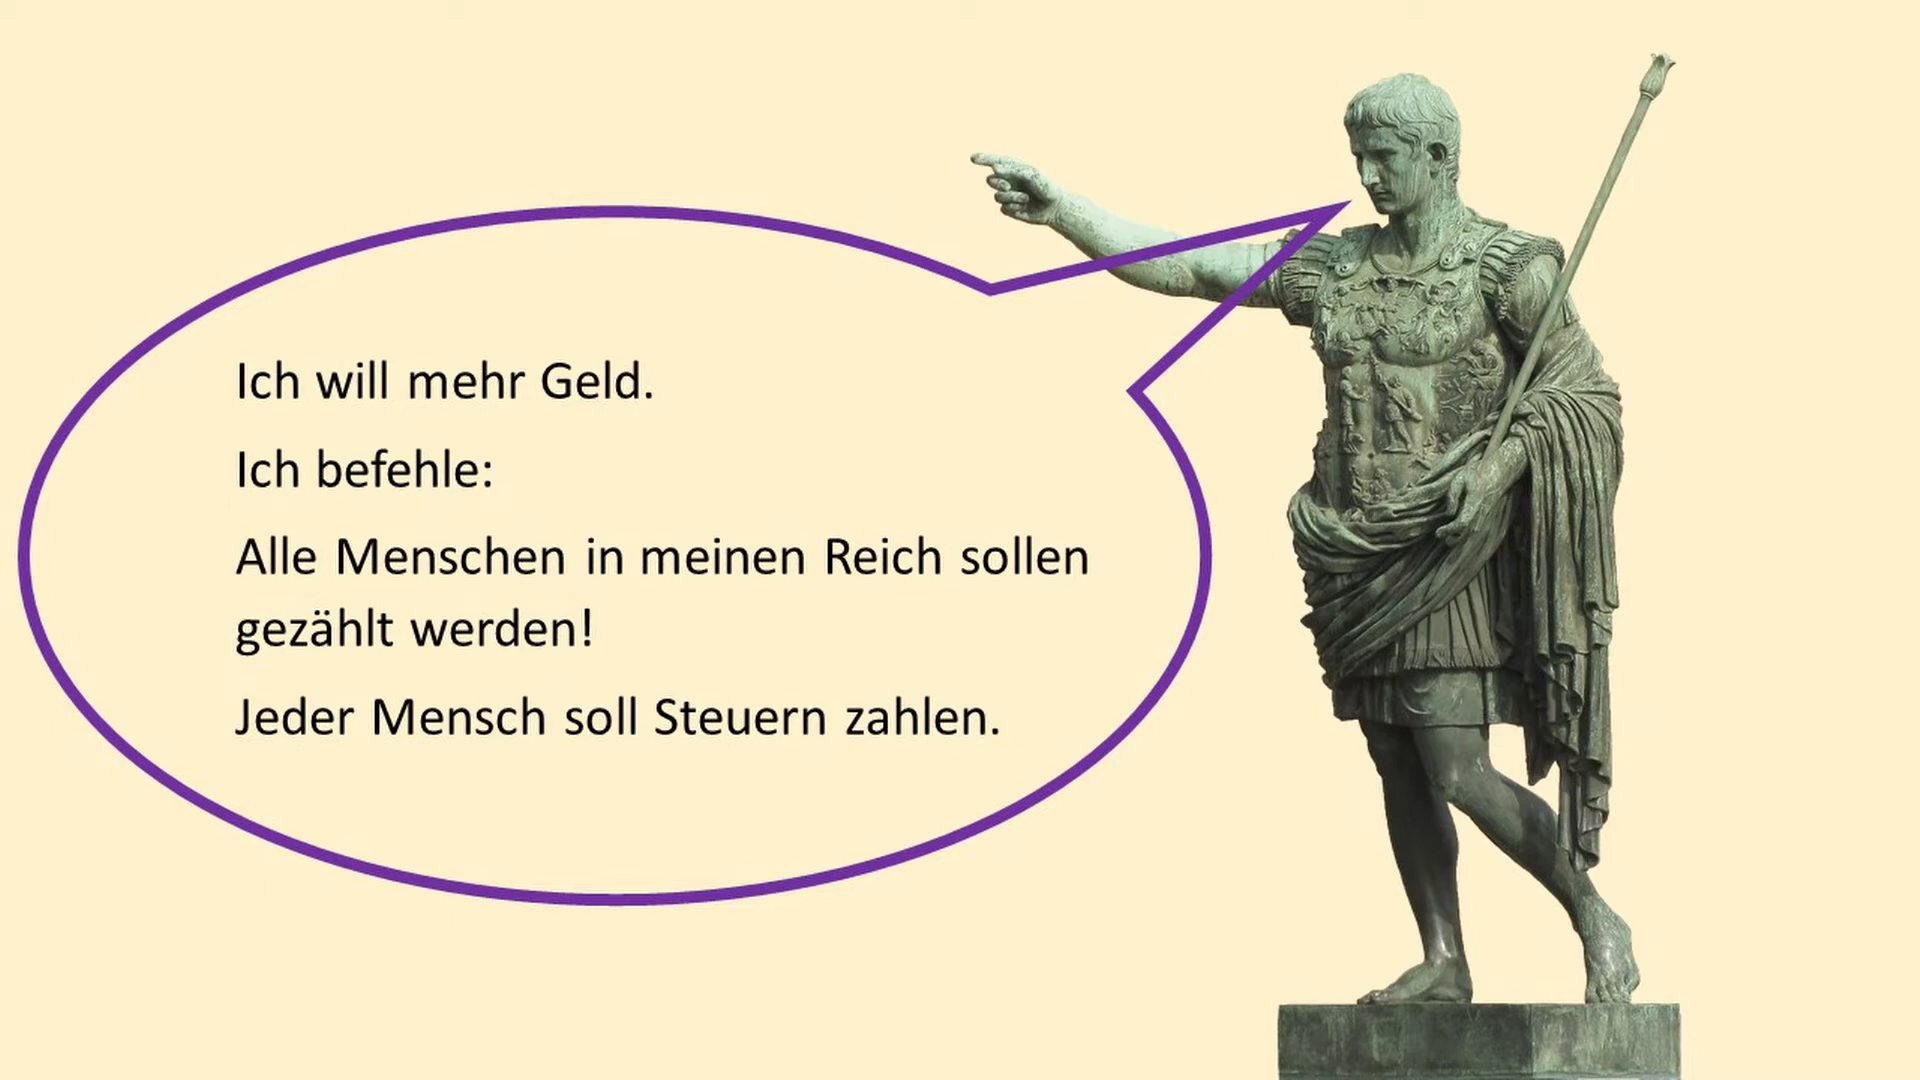 Ich will mehr Geld.
Ich befehle:
Alle Menschen in meinen Reich sollen
gezählt werden!
Jeder Mensch soll Steuern zahlen.